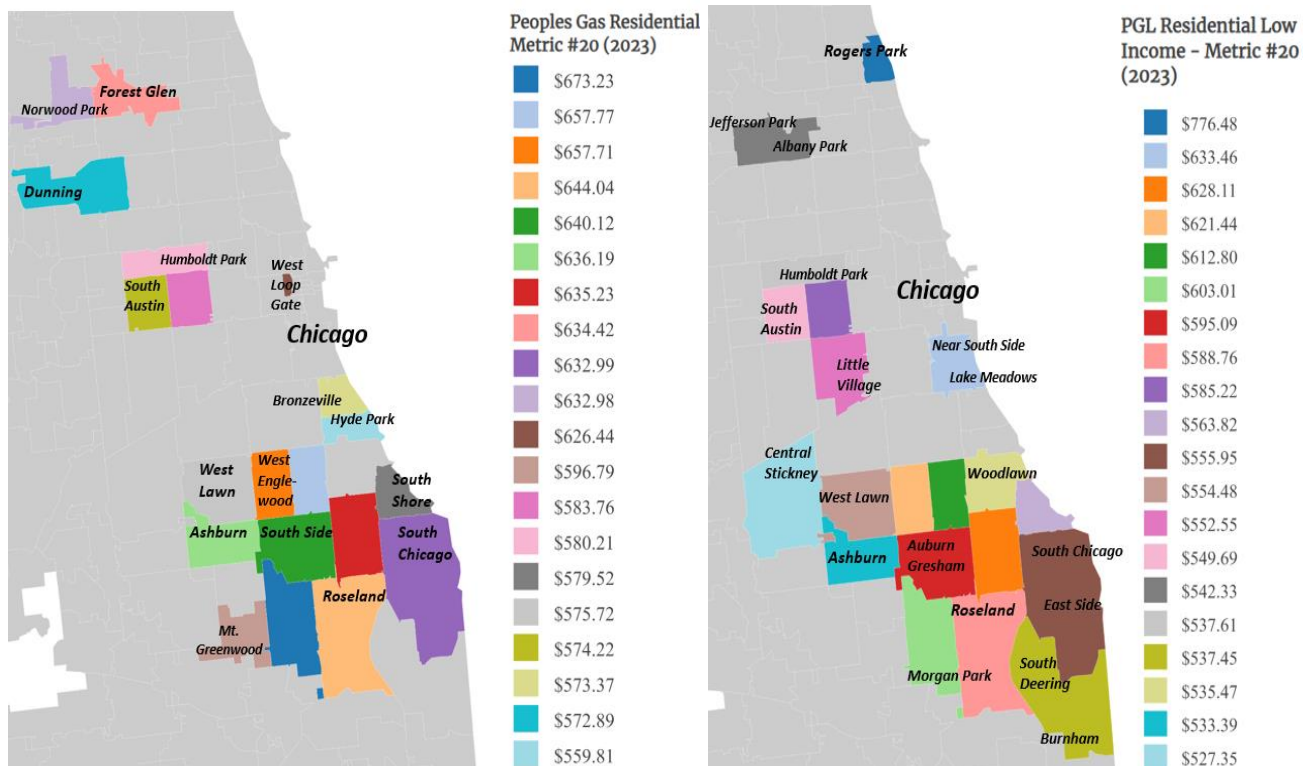 Peoples Gas Residential
Metric #20 (2023)
$673.23
$657.77
$657.71
$644.04
$640.12
$636.19
$635.23
$634.42
$632.99
$632.98
$626.44
$596.79
$583.76
$580.21
$579.52
$575.72
$574.22
$573.37
$572.89
$559.81
Forest Glen
Norwood Park
Dunning
Humboldt Park
West
Loop
Gate
South
Austin
Chicago
Bronzeville
Hyde Park
West
Lawn
West
Engle-
wood
South
Shore
Ashburn
South Side
South
Chicago
Roseland
Mt.
Greenwood
PGL Residential Low
Income – Metric #20
(2023)
$776.48
$633.46
$628.11
$621.44
$612.80
$603.01
$595.09
$588.76
$585.22
$563.82
$555.95
$554.48
$552.55
$549.69
$542.33
$537.61
$537.45
$535.47
$533.39
$527.35
Rogers Park
Jefferson Park
Albany Park
Humboldt Park
Chicago
South
Austin
Near South Side
Little
Village
Lake Meadows
Central
Stickney
Woodlawn
West Lawn
Ashburn
Auburn
Gresham
South Chicago
East Side
Roseland
South
Deering
Morgan Park
Burnham